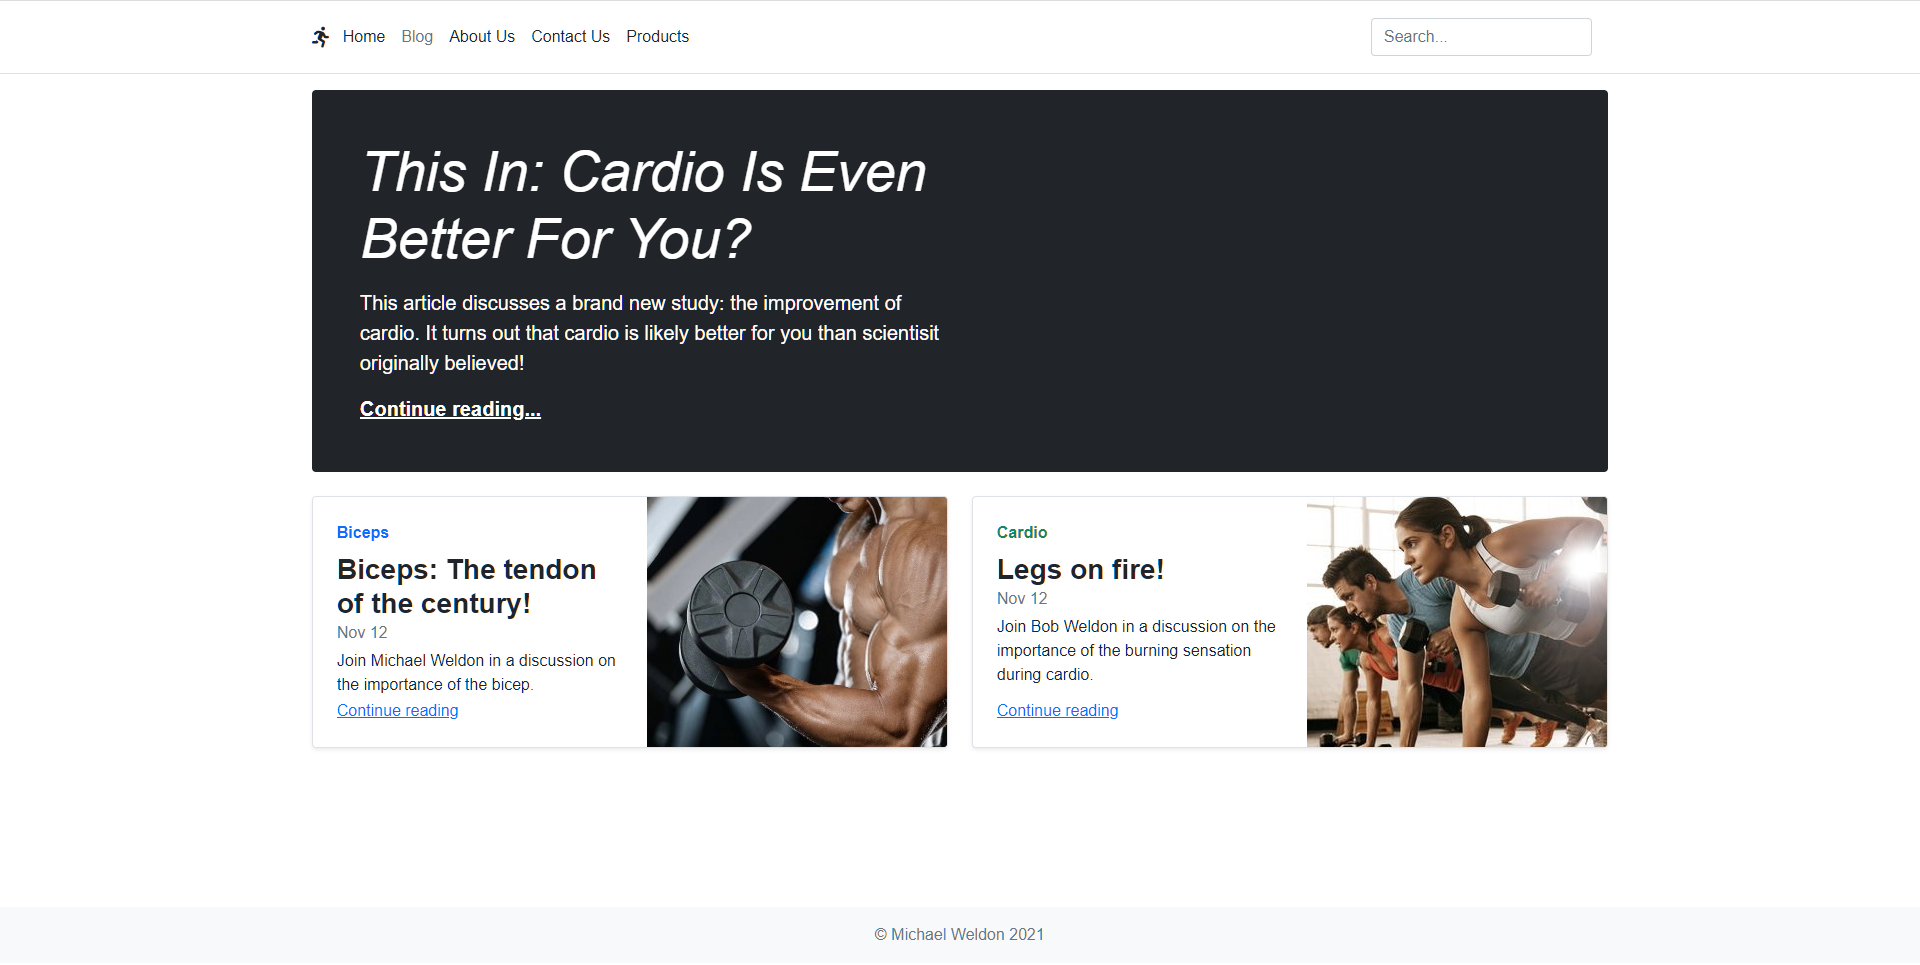 Home Blog About Us Contact Us Products Search...
This In: Cardio Is Even
Better For You?
This article discusses a brand new study: the improvement of
cardio. It turns out that cardio is likely better for you than scientisit
originally believed!
Continue reading...
Biceps
Biceps: The tendon
of the century!
Nov 12
Join Michael Weldon in a discussion on
the importance of the bicep.
Continue reading
Cardio
Legs on fire!
Nov 12
Join Bob Weldon in a discussion on the
importance of the burning sensation
during cardio.
Continue reading
© Michael Weldon 2021